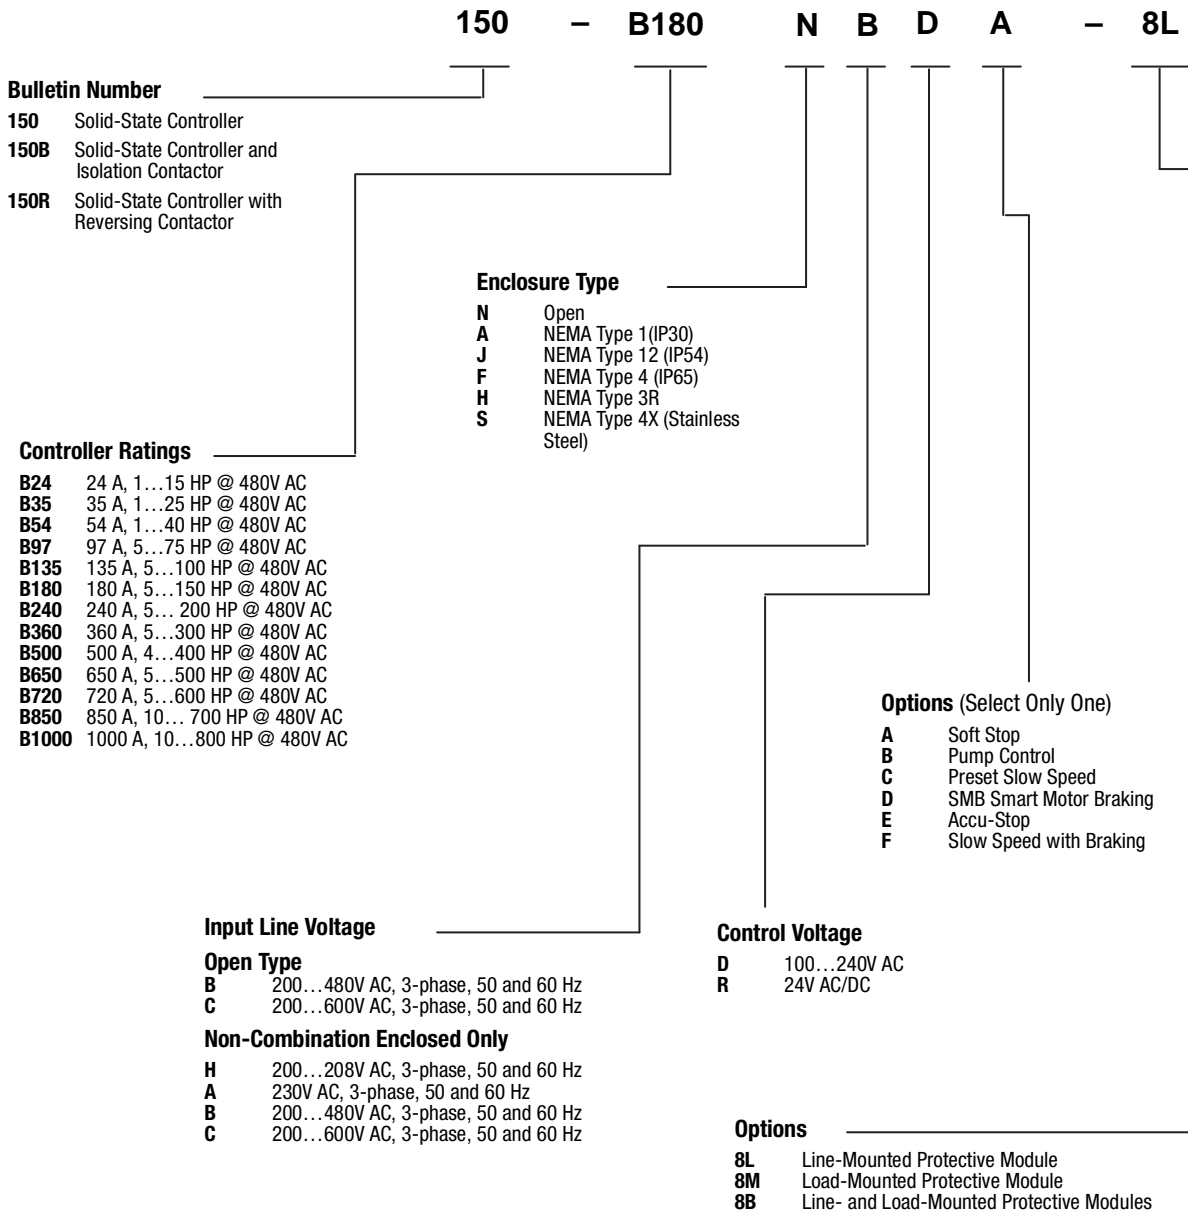 150 – B180 N B D A – 8L
Bulletin Number
150 Solid-State Controller
150B Solid-State Controller and
Isolation Contactor
150R Solid-State Controller with
Reversing Contactor
Enclosure Type
N Open
A NEMA Type 1(IP30)
J NEMA Type 12 (IP54)
F NEMA Type 4 (IP65)
H NEMA Type 3R
S NEMA Type 4X (Stainless
Steel)
Controller Ratings
B24 24 A, 1…15 HP @ 480V AC
B35 35 A, 1…25 HP @ 480V AC
B54 54 A, 1…40 HP @ 480V AC
B97 97 A, 5…75 HP @ 480V AC
B135 135 A, 5…100 HP @ 480V AC
B180 180 A, 5…150 HP @ 480V AC
B240 240 A, 5… 200 HP @ 480V AC
B360 360 A, 5…300 HP @ 480V AC
B500 500 A, 4…400 HP @ 480V AC
B650 650 A, 5…500 HP @ 480V AC
B720 720 A, 5…600 HP @ 480V AC
B850 850 A, 10… 700 HP @ 480V AC
B1000 1000 A, 10…800 HP @ 480V AC
Options (Select Only One)
A Soft Stop
B Pump Control
C Preset Slow Speed
D SMB Smart Motor Braking
E Accu-Stop
F Slow Speed with Braking
Input Line Voltage
Open Type
B 200…480V AC, 3-phase, 50 and 60 Hz
C 200…600V AC, 3-phase, 50 and 60 Hz
Non-Combination Enclosed Only
H 200…208V AC, 3-phase, 50 and 60 Hz
A 230V AC, 3-phase, 50 and 60 Hz
B 200…480V AC, 3-phase, 50 and 60 Hz
C 200…600V AC, 3-phase, 50 and 60 Hz
Control Voltage
D 100…240V AC
R 24V AC/DC
Options
8L Line-Mounted Protective Module
8M Load-Mounted Protective Module
8B Line- and Load-Mounted Protective Modules